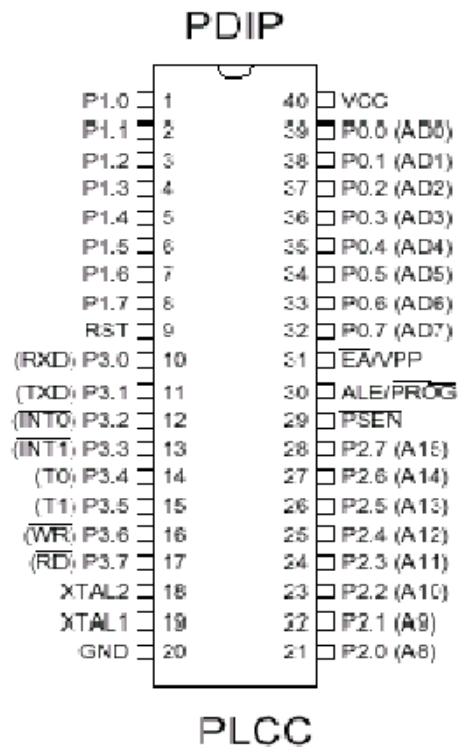 PDIP
P1.0 1 40 VCC
P1.1 2 39 P0.0 (AD0)
P1.2 3 38 P0.1 (AD1)
P1.3 4 37 P0.2 (AD2)
P1.4 5 36 P0.3 (AD3)
P1.5 6 35 P0.4 (AD4)
P1.6 7 34 P0.5 (AD5)
P1.7 8 33 P0.6 (AD6)
RST 9 32 P0.7 (AD7)
(RXD) P3.0 10 31 E̅A̅/VPP
(TXD) P3.1 11 30 ALE/P̅R̅O̅G̅
(I̅N̅T̅0̅) P3.2 12 29 P̅S̅E̅N̅
(I̅N̅T̅1̅) P3.3 13 28 P2.7 (A15)
(T0) P3.4 14 27 P2.6 (A14)
(T1) P3.5 15 26 P2.5 (A13)
(W̅R̅) P3.6 16 25 P2.4 (A12)
(R̅D̅) P3.7 17 24 P2.3 (A11)
XTAL2 18 23 P2.2 (A10)
XTAL1 19 22 P2.1 (A9)
GND 20 21 P2.0 (A8)
PLCC